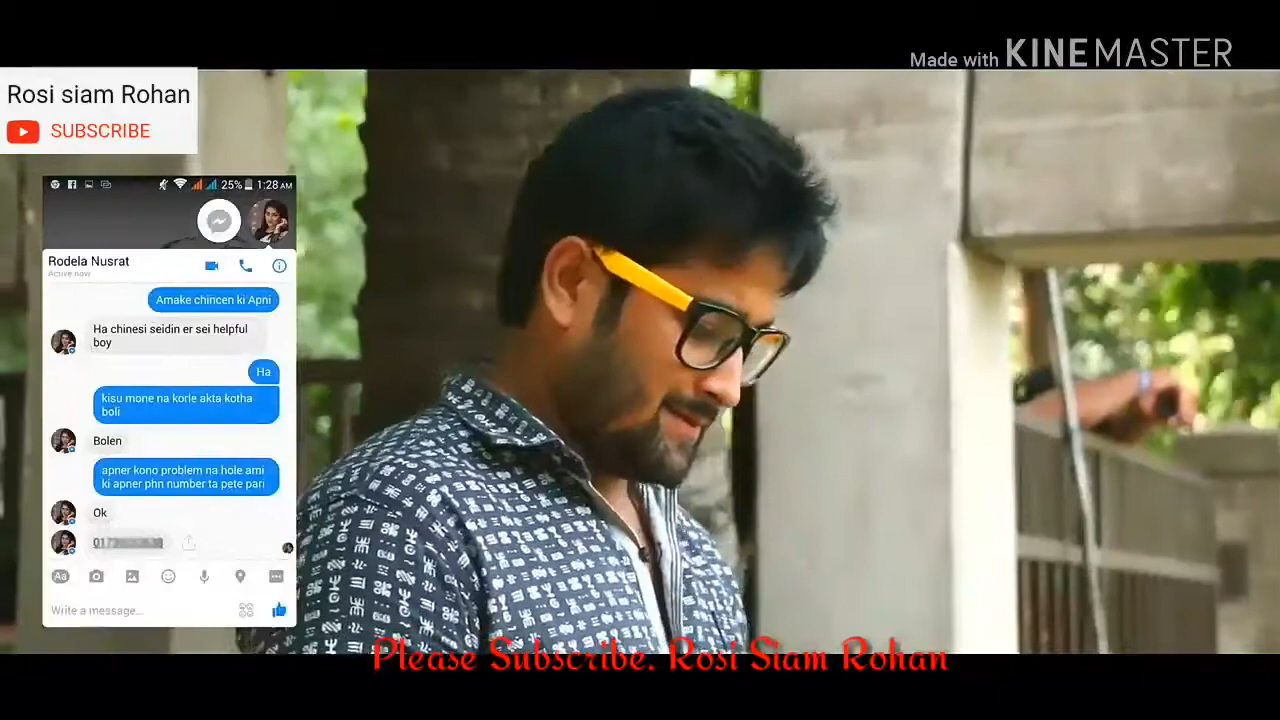 Made with KINEMASTER
Rosi siam Rohan
SUBSCRIBE
25% 1:28 AM
Rodela Nusrat
Active now
Amake chincen ki Apni
Ha chinesi seidin er sei helpful
boy
Ha
kisu mone na korle akta kotha
boli
Bolen
apner kono problem na hole ami
ki apner phn number ta pete pari
Ok
017
Aa
Write a message...
Please Subscribe. Rosi Siam Rohan